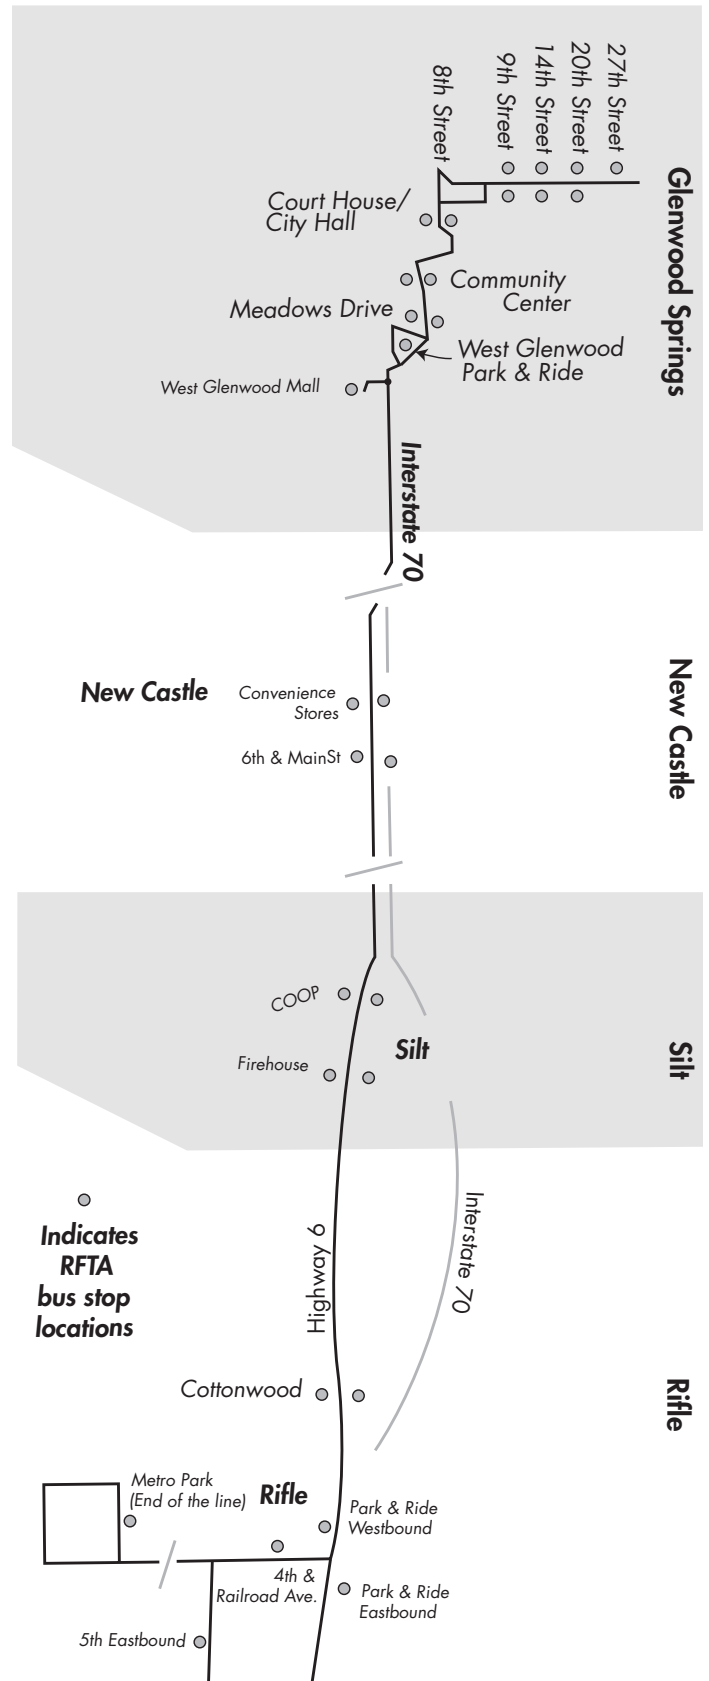 27th Street
20th Street
14th Street
9th Street
8th Street
Glenwood Springs
Court House/
City Hall
Community
Center
Meadows Drive
West Glenwood
Park & Ride
West Glenwood Mall
Interstate 70
New Castle
New Castle
Convenience
Stores
6th & MainSt
COOP
Silt
Silt
Firehouse
Indicates
RFTA
bus stop
locations
Highway 6
Interstate 70
Cottonwood
Rifle
Metro Park
(End of the line)
Rifle
Park & Ride
Westbound
4th &
Railroad Ave.
Park & Ride
Eastbound
5th Eastbound